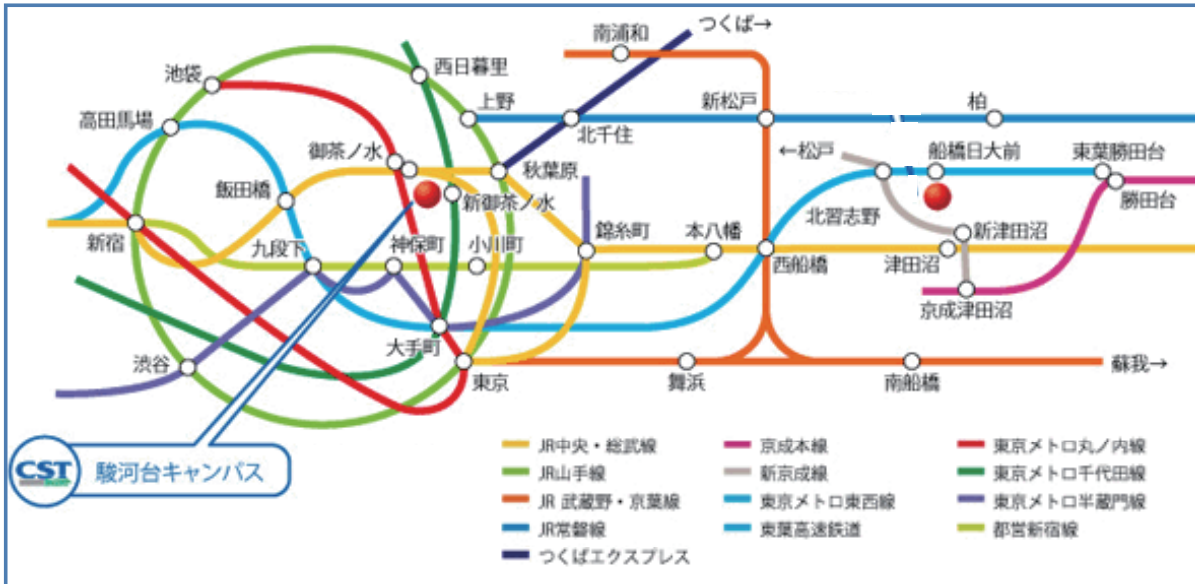 つくば→
南浦和
池袋
西日暮里
上野
新松戸
柏
高田馬場
北千住
御茶ノ水
秋葉原
←松戸
船橋日大前
東葉勝田台
飯田橋
新御茶ノ水
北習志野
勝田台
新宿
九段下
神保町
小川町
錦糸町
本八幡
西船橋
津田沼
新津田沼
京成津田沼
大手町
渋谷
東京
舞浜
南船橋
蘇我→
CST
駿河台キャンパス
JR中央・総武線
京成本線
東京メトロ丸ノ内線
JR山手線
新京成線
東京メトロ千代田線
JR 武蔵野・京葉線
東京メトロ東西線
東京メトロ半蔵門線
JR常磐線
東葉高速鉄道
都営新宿線
つくばエクスプレス